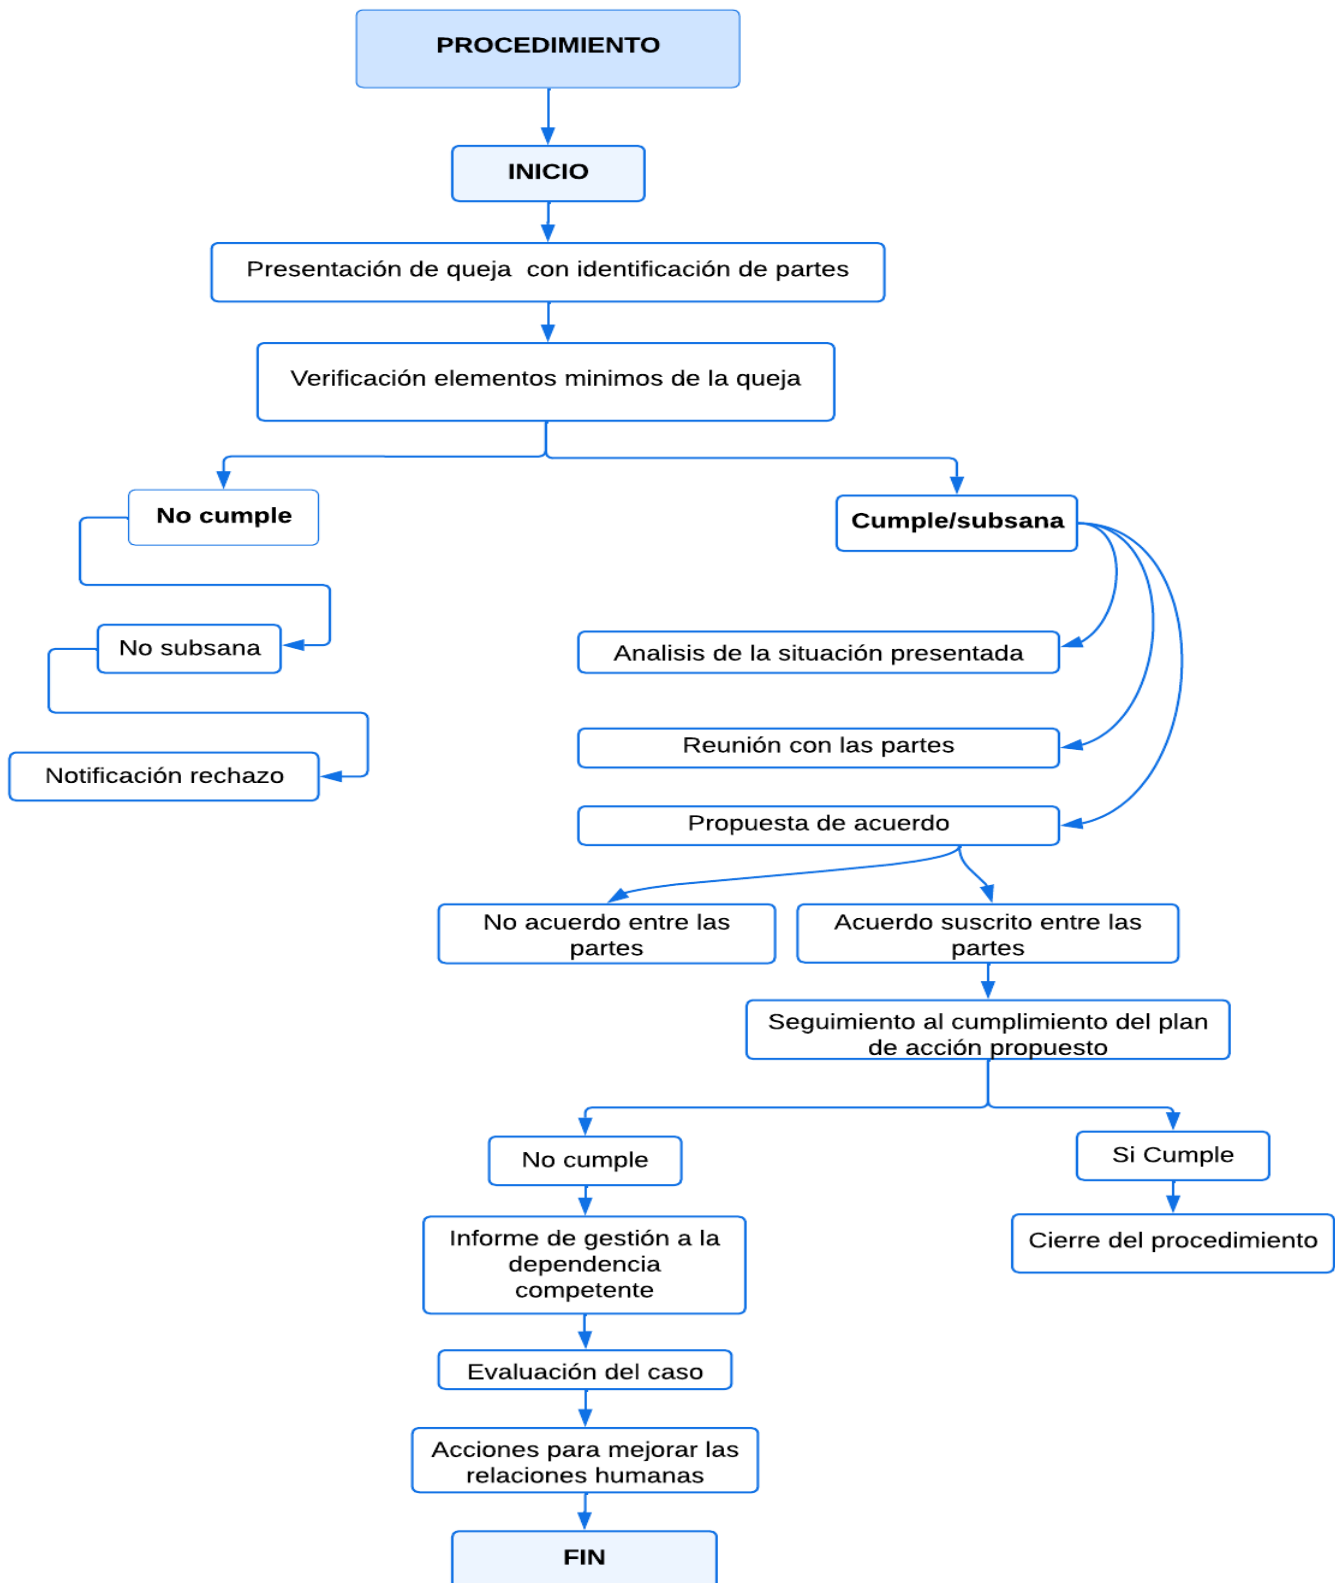 PROCEDIMIENTO
INICIO
Presentación de queja con identificación de partes
Verificación elementos minimos de la queja
No cumple
Cumple/subsana
No subsana
Analisis de la situación presentada
Reunión con las partes
Notificación rechazo
Propuesta de acuerdo
No acuerdo entre las
partes
Acuerdo suscrito entre las
partes
Seguimiento al cumplimiento del plan
de acción propuesto
No cumple
Si Cumple
Informe de gestión a la
dependencia
competente
Cierre del procedimiento
Evaluación del caso
Acciones para mejorar las
relaciones humanas
FIN